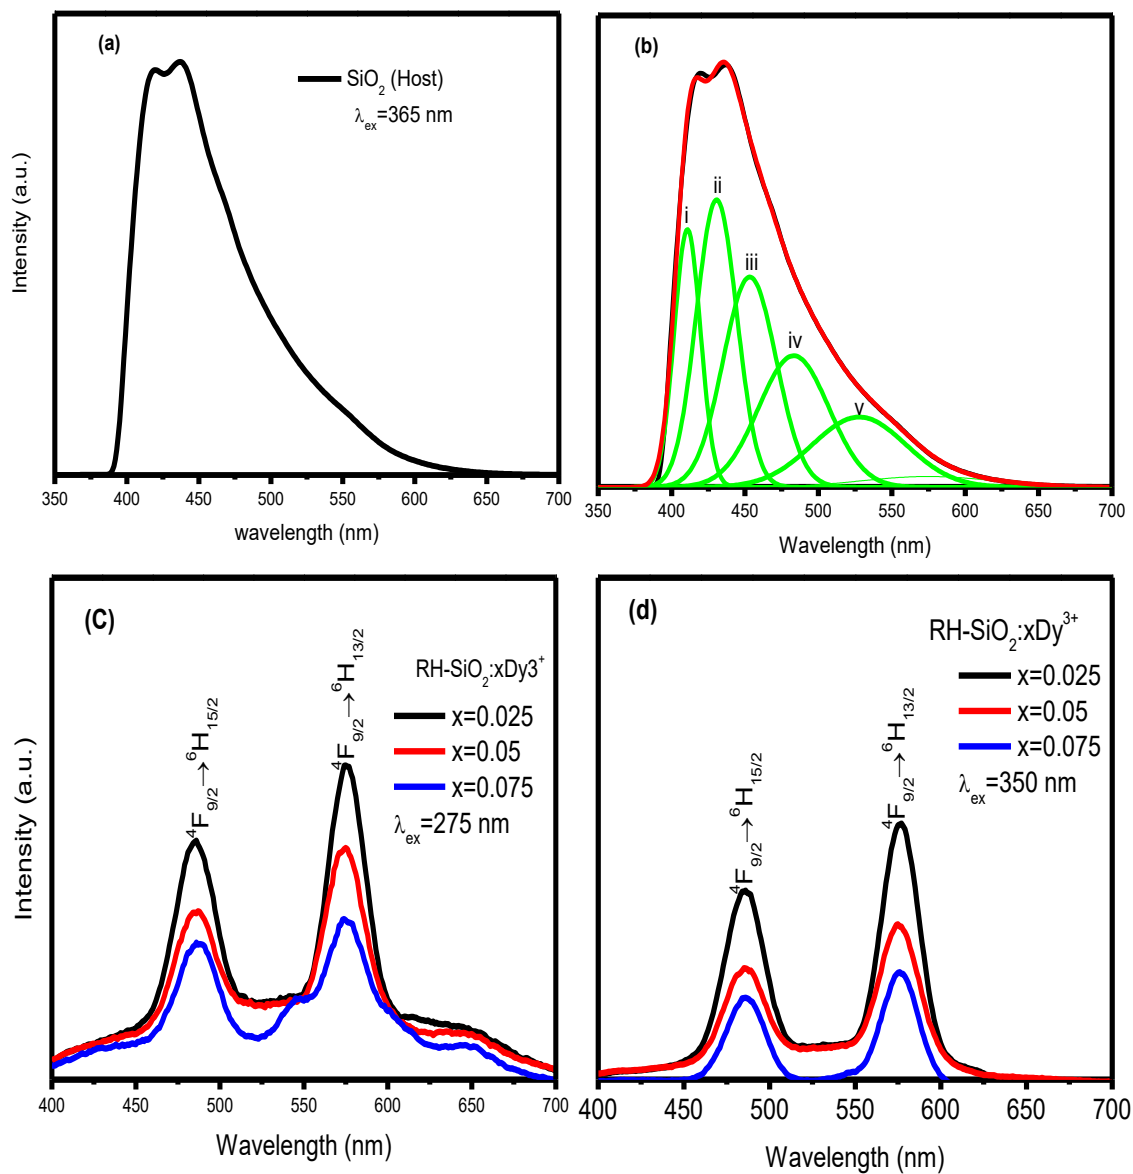 (a)
SiO₂ (Host)
λex=365 nm
Intensity (a.u.)
350 400 450 500 550 600 650 700
wavelength (nm)
(b)
i
ii
iii
iv
v
350 400 450 500 550 600 650 700
Wavelength (nm)
(C)
RH-SiO₂:xDy3⁺
x=0.025
x=0.05
x=0.075
λex=275 nm
⁴F9/2→⁶H15/2
⁴F9/2→⁶H13/2
Intensity (a.u.)
400 450 500 550 600 650 700
Wavelength (nm)
(d)
RH-SiO₂:xDy³⁺
x=0.025
x=0.05
x=0.075
λex=350 nm
⁴F9/2→⁶H15/2
⁴F9/2→⁶H13/2
400 450 500 550 600 650 700
Wavelength (nm)